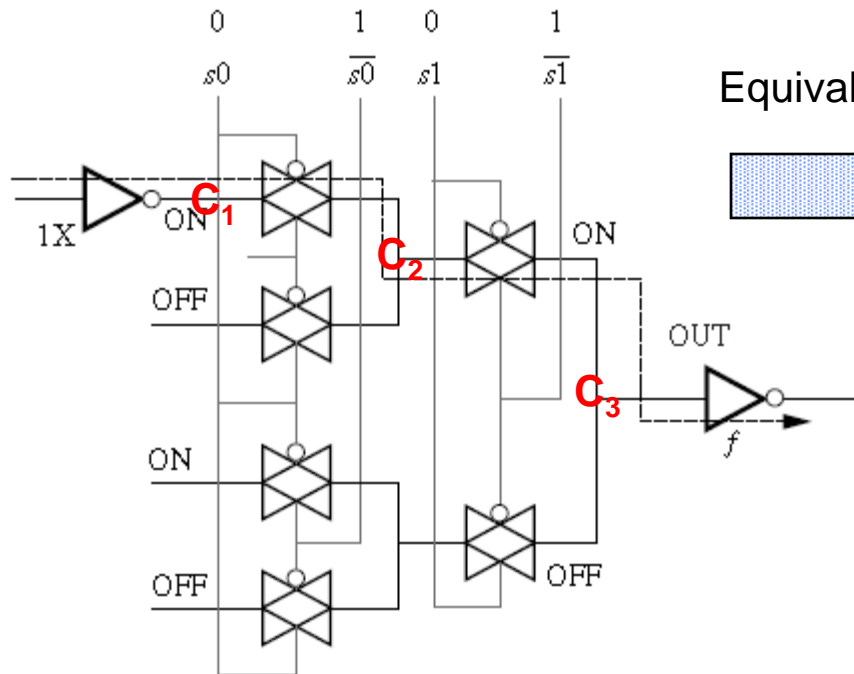 0 1 0 1
s0 s̅0̅ s1 s̅1̅
Equival
C₁
ON
1X
C₂
ON
OFF
OUT
C₃
f
ON
OFF
OFF